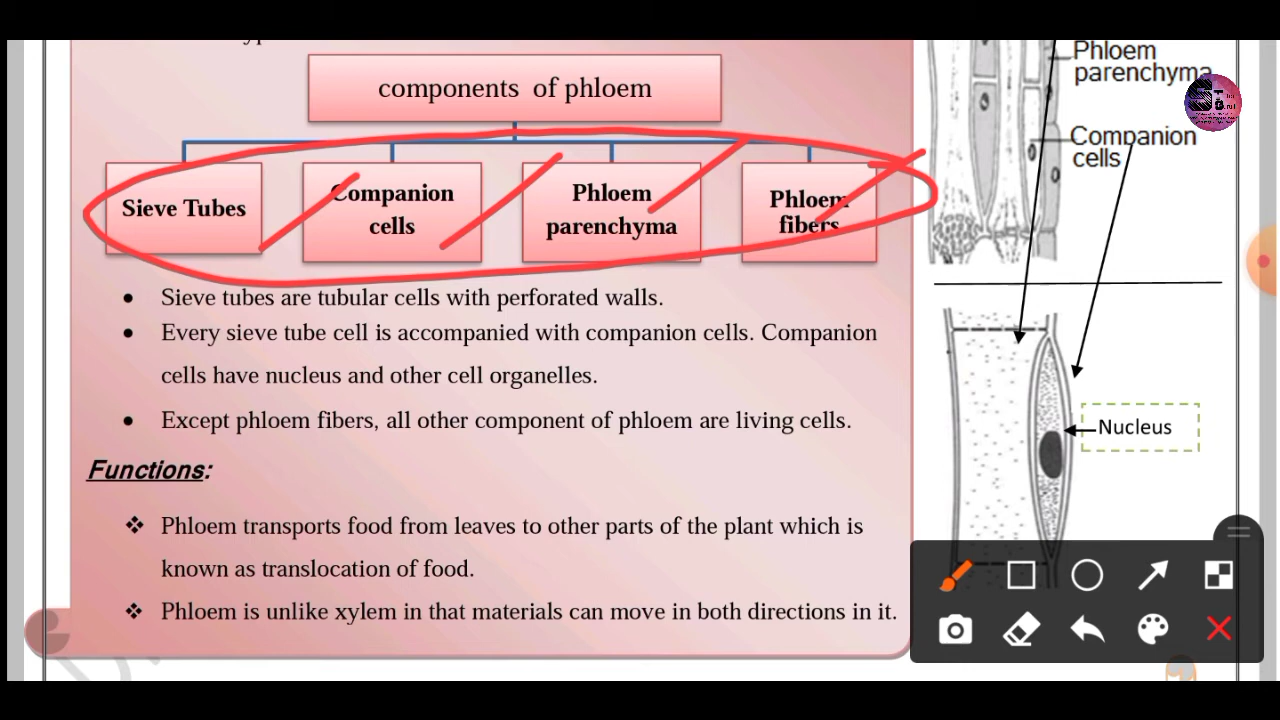 components of phloem
Sieve Tubes
Companion
cells
Phloem
parenchyma
Phloem
fibers
• Sieve tubes are tubular cells with perforated walls.
• Every sieve tube cell is accompanied with companion cells. Companion
cells have nucleus and other cell organelles.
• Except phloem fibers, all other component of phloem are living cells.
Functions:
❖ Phloem transports food from leaves to other parts of the plant which is
known as translocation of food.
❖ Phloem is unlike xylem in that materials can move in both directions in it.
Phloem
parenchyma
Companion
cells
Nucleus